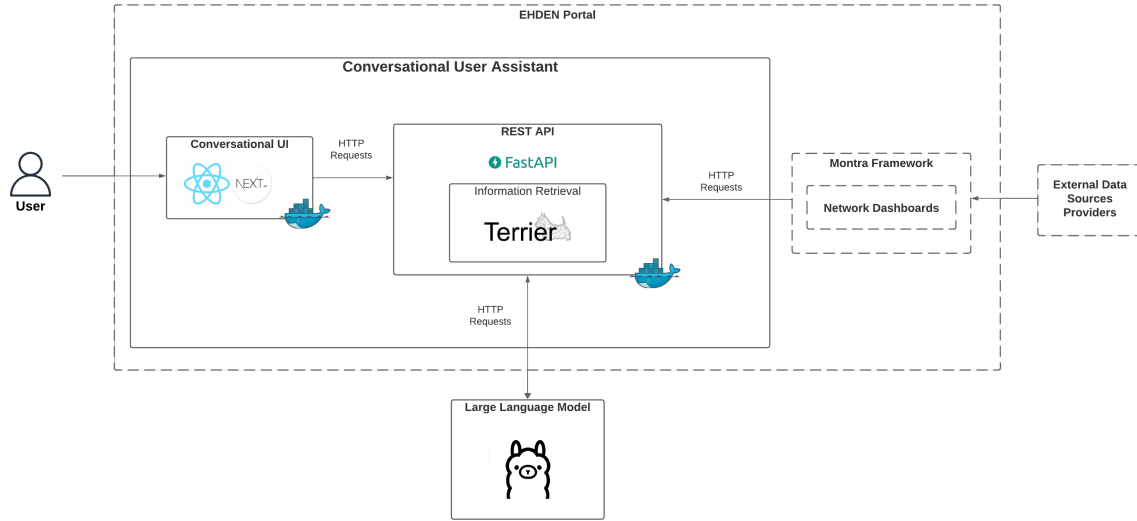 EHDEN Portal
Conversational User Assistant
REST API
Conversational UI
HTTP
Requests
FastAPI
Montra Framework
HTTP
Requests
Information Retrieval
External Data
Sources
Providers
NEXT.JS
User
Network Dashboards
Terrier
HTTP
Requests
Large Language Model